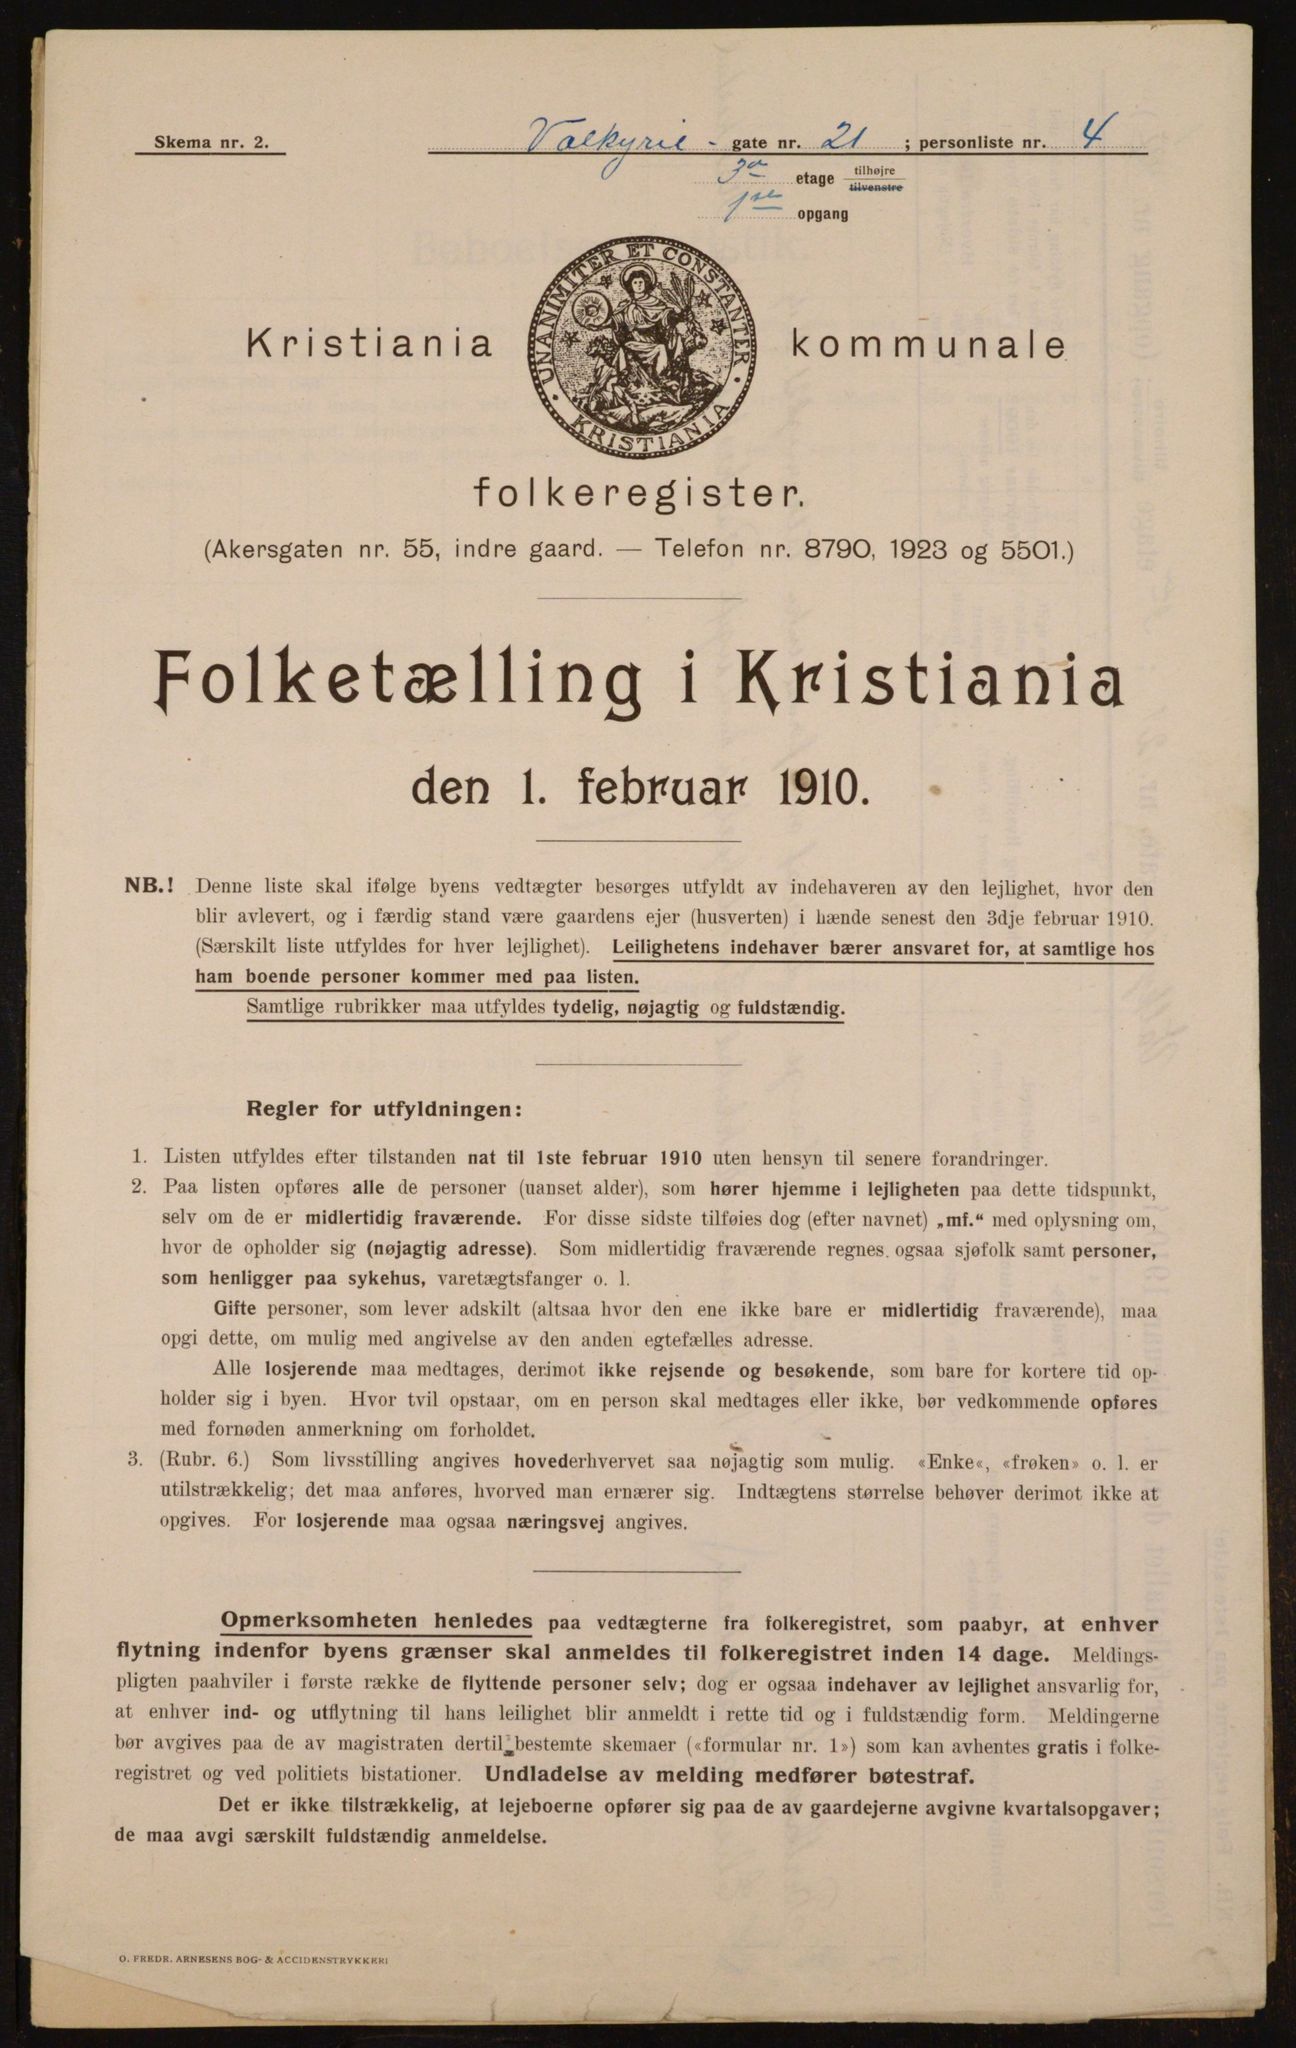 Skema nr. 2. Valkyrie - gate nr. 21 ; personliste nr. 4
3a etage tilhøjre tilvenstre
1se opgang
UNANIMITER ET CONSTANTER
KRISTIANIA
Kristiania kommunale
folkeregister.
(Akersgaten nr. 55, indre gaard. — Telefon nr. 8790, 1923 og 5501.)
Folketælling i Kristiania
den 1. februar 1910.
NB.! Denne liste skal ifølge byens vedtægter besørges utfyldt av indehaveren av den lejlighet, hvor den
blir avlevert, og i færdig stand være gaardens ejer (husverten) i hænde senest den 3dje februar 1910.
(Særskilt liste utfyldes for hver lejlighet). Leilighetens indehaver bærer ansvaret for, at samtlige hos
ham boende personer kommer med paa listen.
Samtlige rubrikker maa utfyldes tydelig, nøjagtig og fuldstændig.
Regler for utfyldningen:
1. Listen utfyldes efter tilstanden nat til 1ste februar 1910 uten hensyn til senere forandringer.
2. Paa listen opføres alle de personer (uanset alder), som hører hjemme i lejligheten paa dette tidspunkt,
selv om de er midlertidig fraværende. For disse sidste tilføies dog (efter navnet) „mf.“ med oplysning om,
hvor de opholder sig (nøjagtig adresse). Som midlertidig fraværende regnes ogsaa sjøfolk samt personer,
som henligger paa sykehus, varetægtsfanger o. l.
Gifte personer, som lever adskilt (altsaa hvor den ene ikke bare er midlertidig fraværende), maa
opgi dette, om mulig med angivelse av den anden egtefælles adresse.
Alle losjerende maa medtages, derimot ikke rejsende og besøkende, som bare for kortere tid op-
holder sig i byen. Hvor tvil opstaar, om en person skal medtages eller ikke, bør vedkommende opføres
med fornøden anmerkning om forholdet.
3. (Rubr. 6.) Som livsstilling angives hovederhvervet saa nøjagtig som mulig. «Enke«, «frøken» o. l. er
utilstrækkelig; det maa anføres, hvorved man ernærer sig. Indtægtens størrelse behøver derimot ikke at
opgives. For losjerende maa ogsaa næringsvej angives.
Opmerksomheten henledes paa vedtægterne fra folkeregistret, som paabyr, at enhver
flytning indenfor byens grænser skal anmeldes til folkeregistret inden 14 dage. Meldings-
pligten paahviler i første række de flyttende personer selv; dog er ogsaa indehaver av lejlighet ansvarlig for,
at enhver ind- og utflytning til hans leilighet blir anmeldt i rette tid og i fuldstændig form. Meldingerne
bør avgives paa de av magistraten dertil bestemte skemaer («formular nr. 1») som kan avhentes gratis i folke-
registret og ved politiets bistationer. Undladelse av melding medfører bøtestraf.
Det er ikke tilstrækkelig, at lejeboerne opfører sig paa de av gaardejerne avgivne kvartalsopgaver;
de maa avgi særskilt fuldstændig anmeldelse.
O. FREDR. ARNESENS BOG- & ACCIDENSTRYKKERI